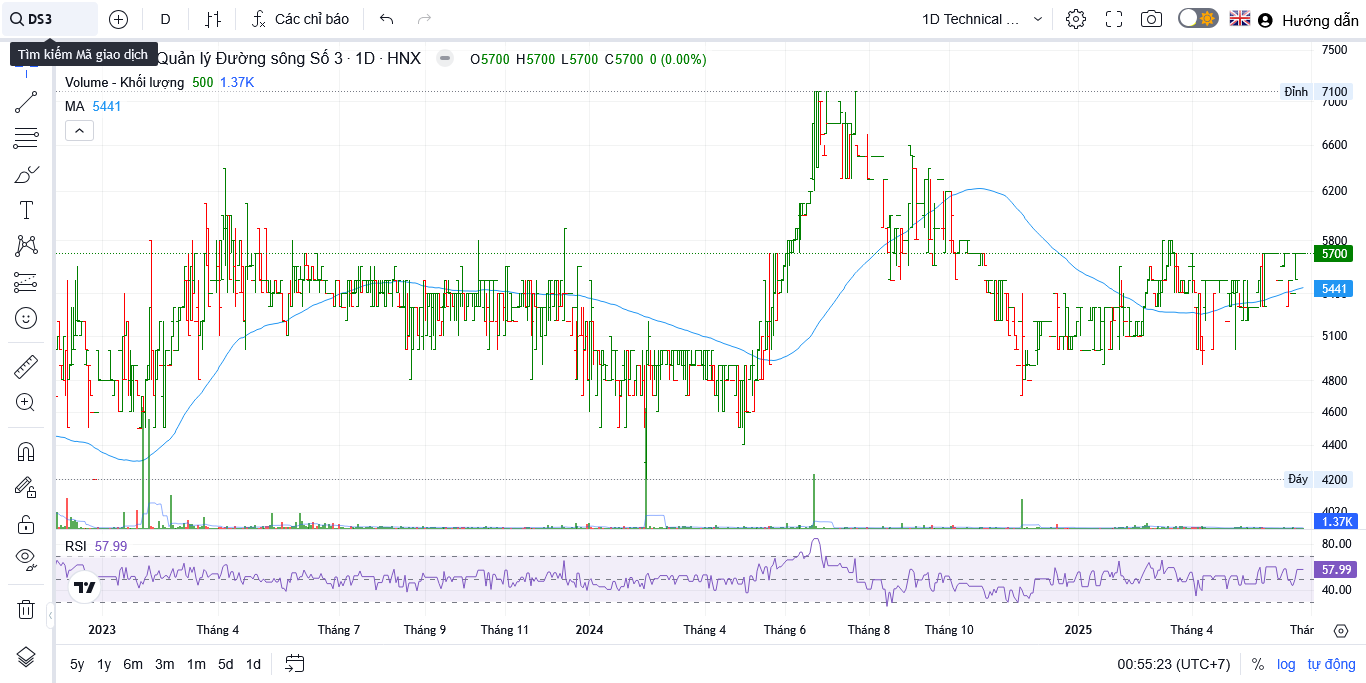 DS3
D
Các chỉ báo
1D Technical ...
Hướng dẫn
Tìm kiếm Mã giao dịch
Quản lý Đường sông Số 3 · 1D · HNX
O5700 H5700 L5700 C5700 0 (0.00%)
Volume - Khối lượng 500 1.37K
MA 5441
7500
Đỉnh 7100
7000
6600
6200
5800
5700
5441
5100
4800
4600
4400
Đáy 4200
4020
1.37K
RSI 57.99
80.00
57.99
40.00
2023 Tháng 4 Tháng 7 Tháng 9 Tháng 11 2024 Tháng 4 Tháng 6 Tháng 8 Tháng 10 2025 Tháng 4 Thár
5y 1y 6m 3m 1m 5d 1d
00:55:23 (UTC+7) % log tự động